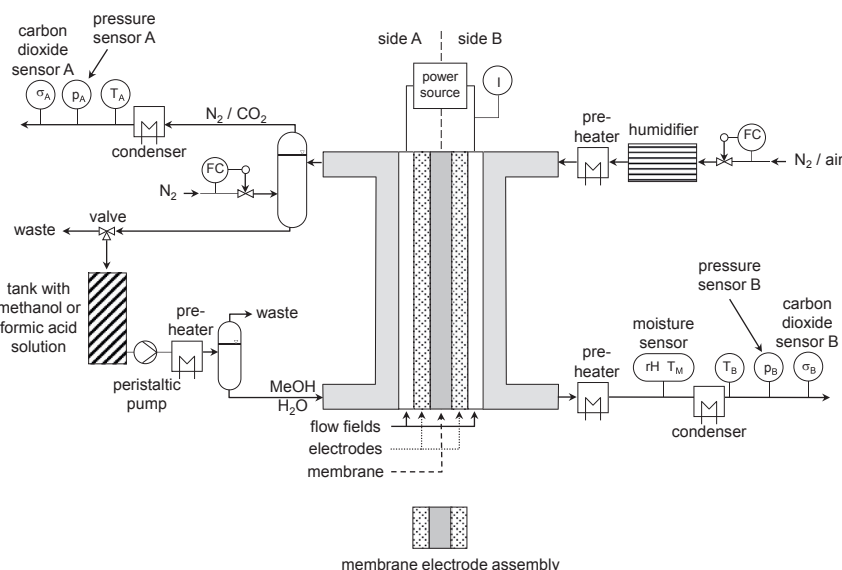 pressure
sensor A
carbon
dioxide
sensor A
σA
pA
TA
N2 / CO2
condenser
side A
side B
power
source
I
pre-
heater
humidifier
FC
N2 / air
FC
N2
valve
waste
tank with
methanol or
formic acid
solution
pre-
heater
waste
peristaltic
pump
MeOH
H2O
flow fields
electrodes
membrane
pressure
sensor B
carbon
dioxide
sensor B
moisture
sensor
pre-
heater
rH TM
TB
pB
σB
condenser
membrane electrode assembly